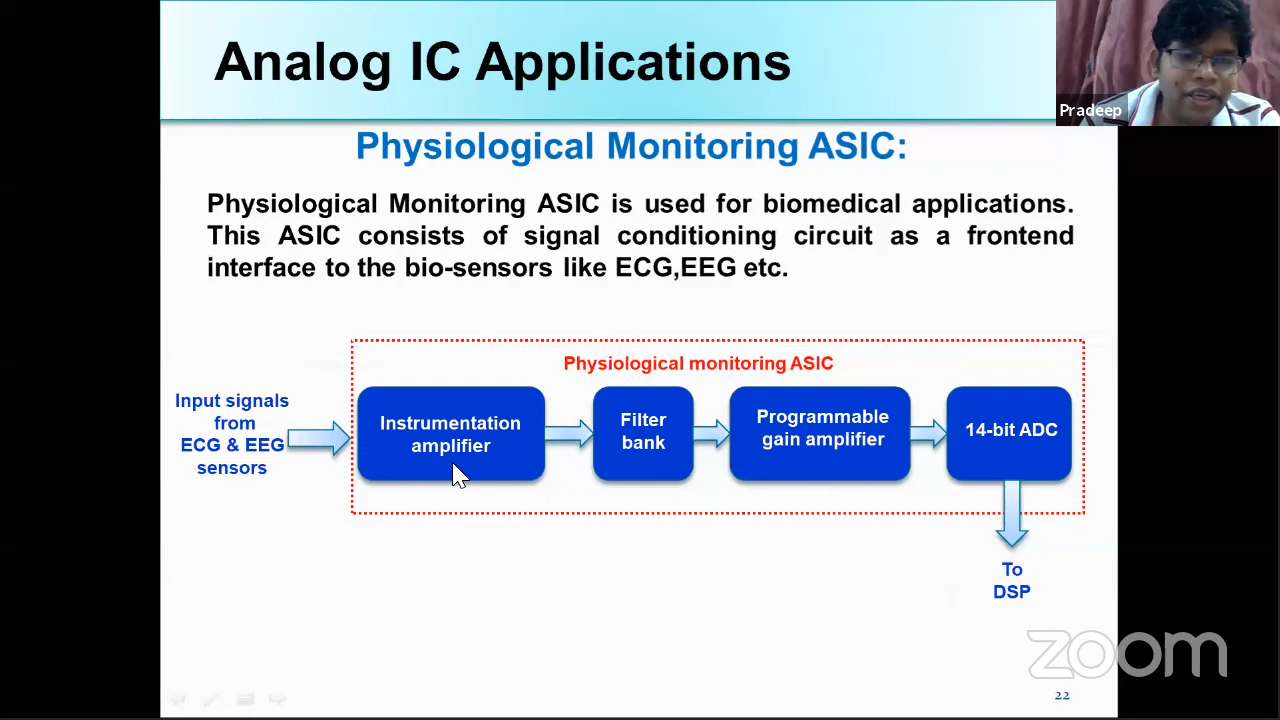 Analog IC Applications
Pradeep
Physiological Monitoring ASIC:
Physiological Monitoring ASIC is used for biomedical applications.
This ASIC consists of signal conditioning circuit as a frontend
interface to the bio-sensors like ECG,EEG etc.
Physiological monitoring ASIC
Input signals
from
ECG & EEG
sensors
Instrumentation
amplifier
Filter
bank
Programmable
gain amplifier
14-bit ADC
To
DSP
zoom
22